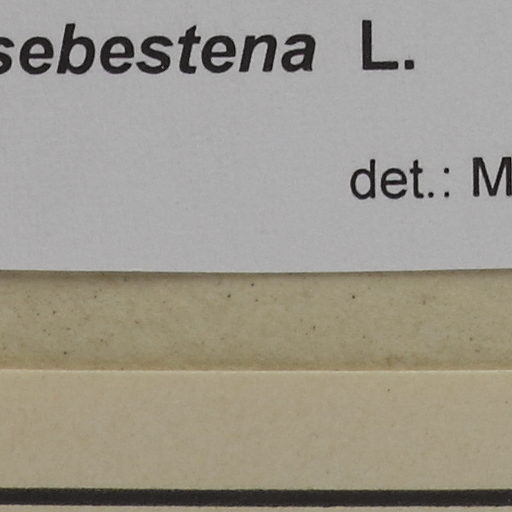 sebestena L.
det.: M